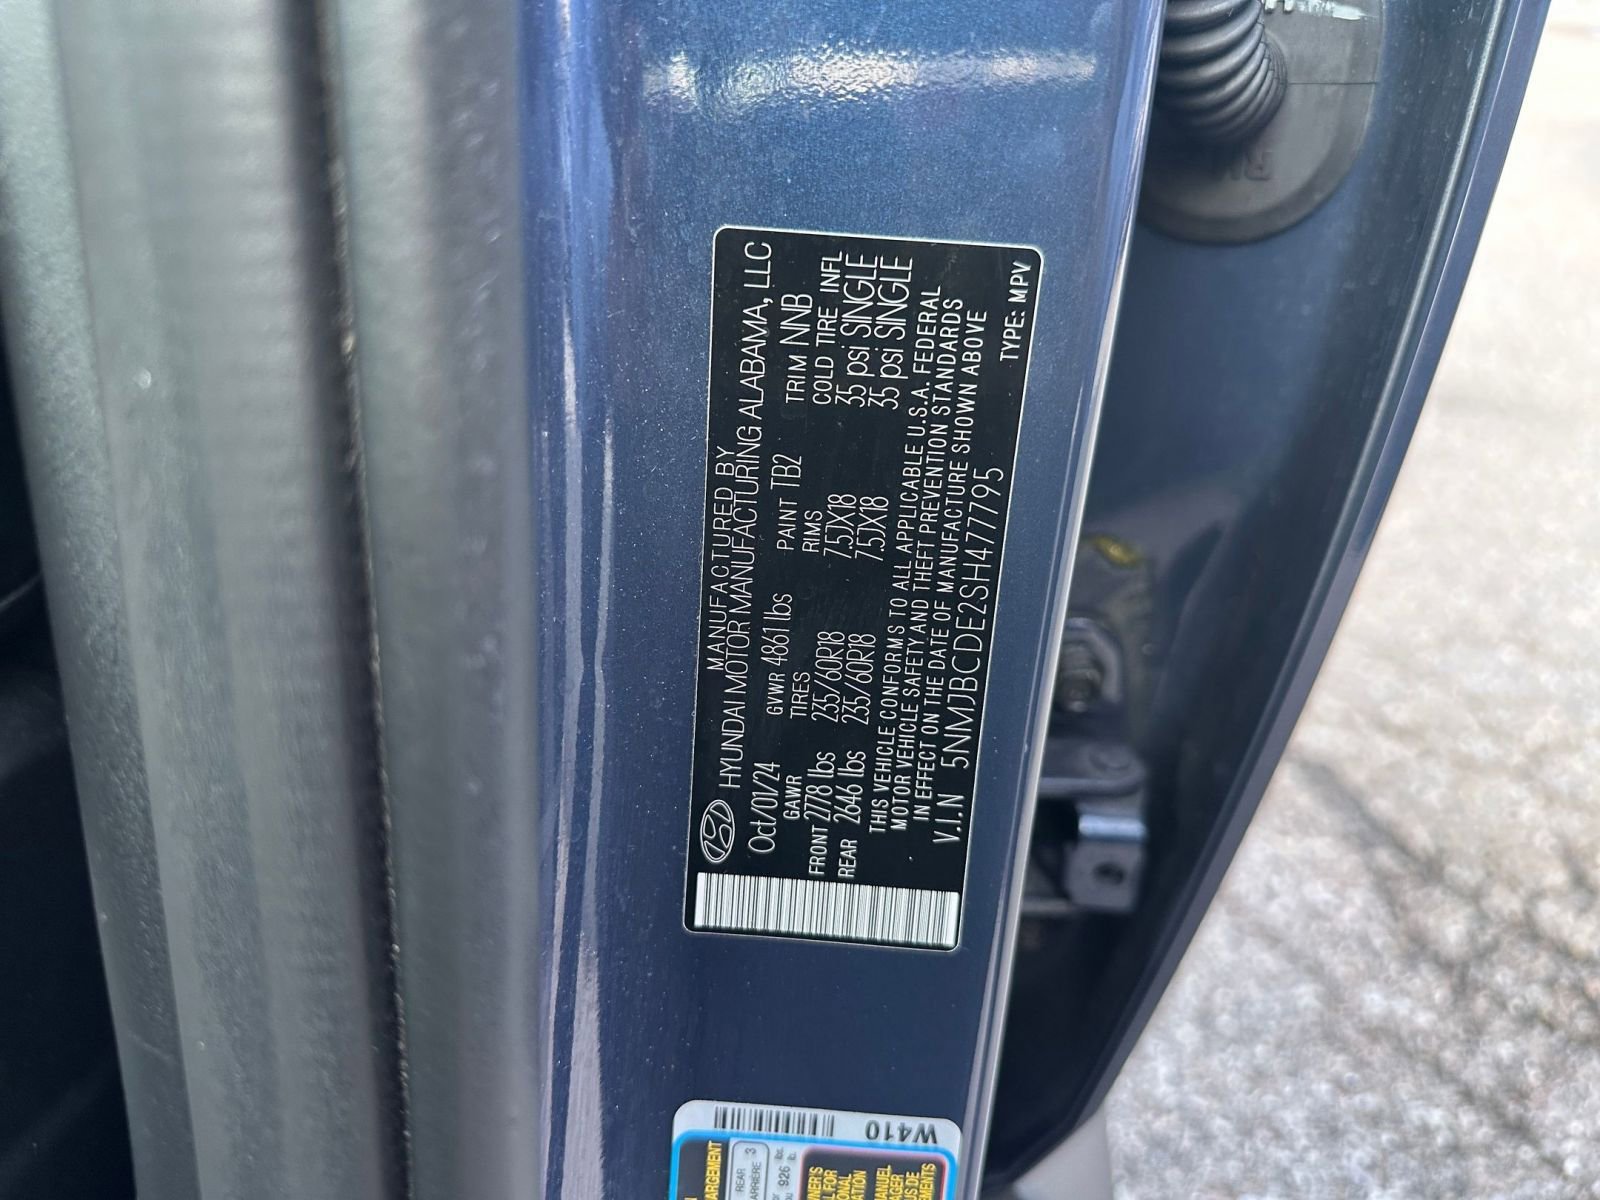 MANUFACTURED BY
HYUNDAI MOTOR MANUFACTURING ALABAMA, LLC
Oct/01/24 GVWR 4861 lbs PAINT TB2 TRIM NNB
GAWR TIRES RIMS COLD TIRE INFL
FRONT 2778 lbs 235/60R18 7.5JX18 35 psi SINGLE
REAR 2646 lbs 235/60R18 7.5JX18 35 psi SINGLE
THIS VEHICLE CONFORMS TO ALL APPLICABLE U.S.A. FEDERAL
MOTOR VEHICLE SAFETY AND THEFT PREVENTION STANDARDS
IN EFFECT ON THE DATE OF MANUFACTURE SHOWN ABOVE
V.I.N 5NMJBCDE2SH477795
TYPE: MPV
W410
REAR 3
926